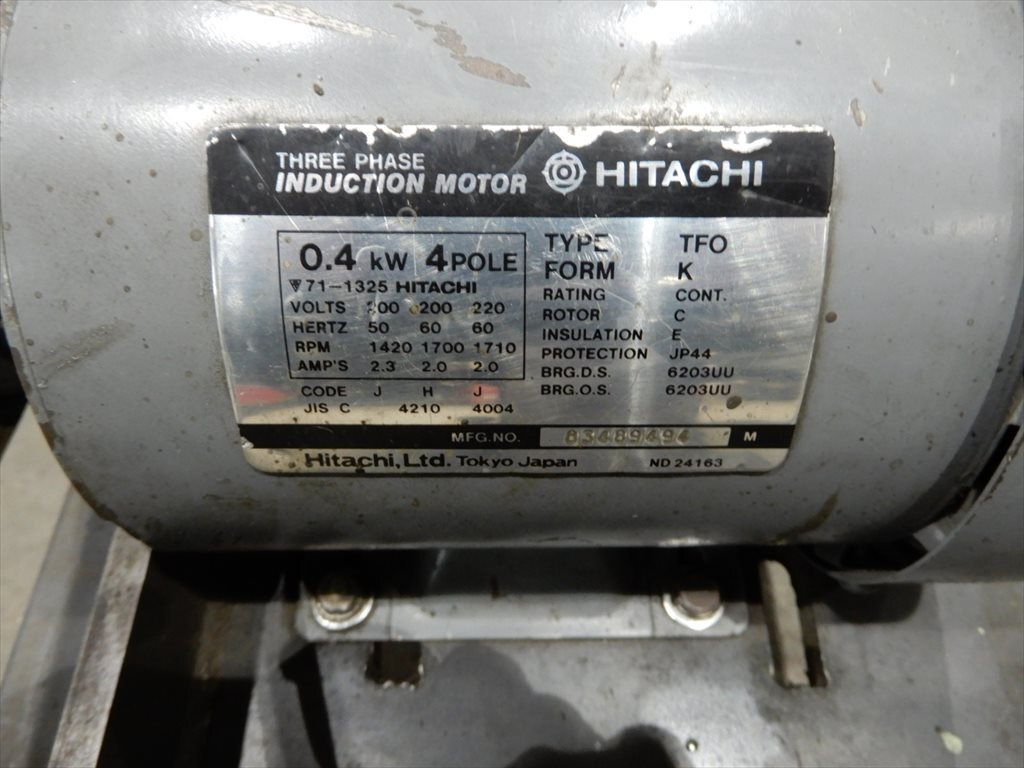 THREE PHASE
INDUCTION MOTOR HITACHI
0.4 KW 4POLE
71-1325 HITACHI
VOLTS 200 200 220
HERTZ 50 60 60
RPM 1420 1700 1710
AMP'S 2.3 2.0 2.0
CODE J H J
JIS C 4210 4004
TYPE TFO
FORM K
RATING CONT.
ROTOR C
INSULATION E
PROTECTION JP44
BRG.D.S. 6203UU
BRG.O.S. 6203UU
MFG.NO. 83489494 M
Hitachi, Ltd. Tokyo Japan ND 24163